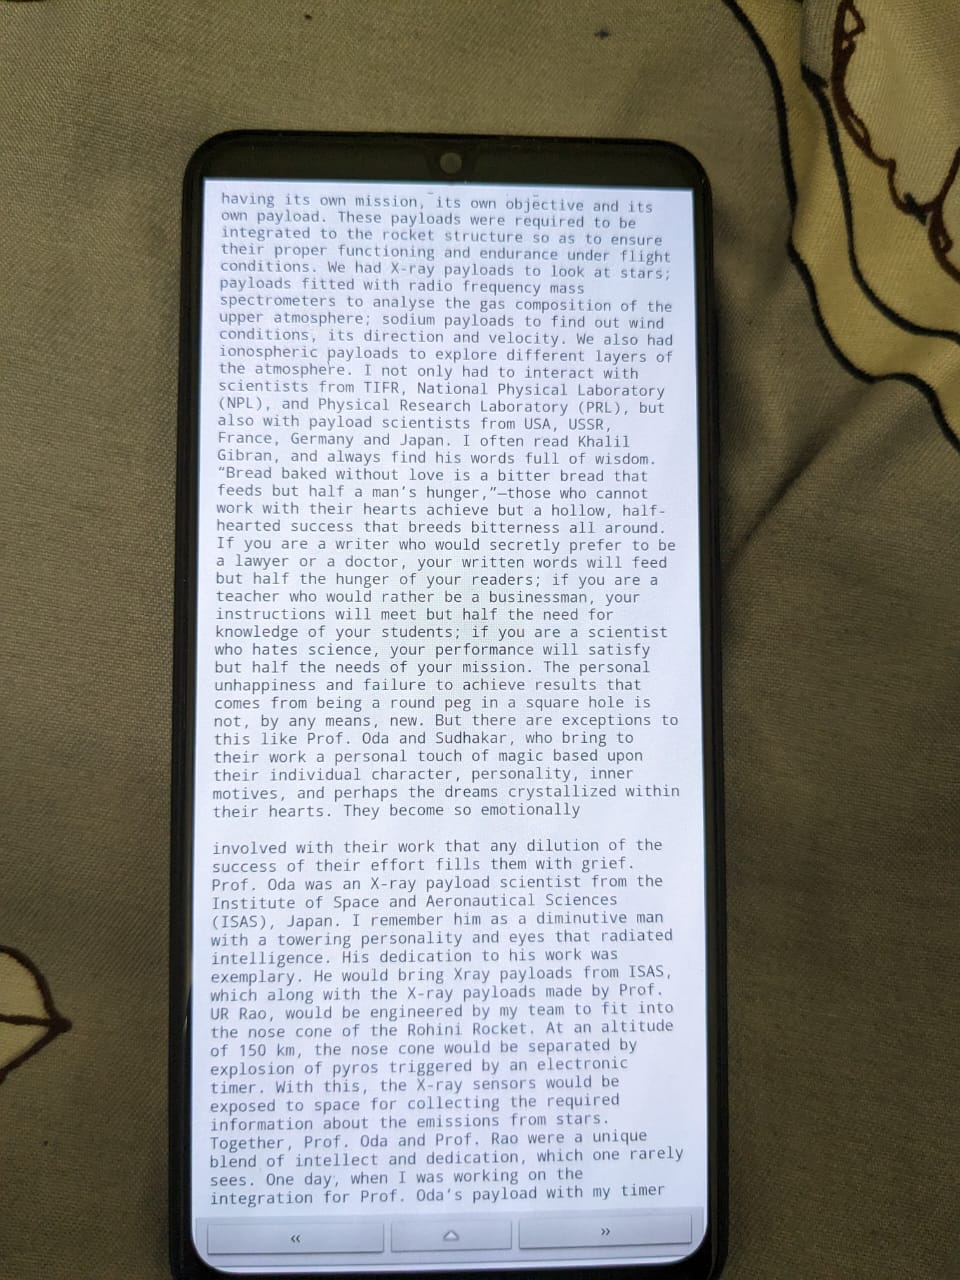 having its own mission, its own objective and its
own payload. These payloads were required to be
integrated to the rocket structure so as to ensure
their proper functioning and endurance under flight
conditions. We had X-ray payloads to look at stars;
payloads fitted with radio frequency mass
spectrometers to analyse the gas composition of the
upper atmosphere; sodium payloads to find out wind
conditions, its direction and velocity. We also had
ionospheric payloads to explore different layers of
the atmosphere. I not only had to interact with
scientists from TIFR, National Physical Laboratory
(NPL), and Physical Research Laboratory (PRL), but
also with payload scientists from USA, USSR,
France, Germany and Japan. I often read Khalil
Gibran, and always find his words full of wisdom.
“Bread baked without love is a bitter bread that
feeds but half a man’s hunger,”—those who cannot
work with their hearts achieve but a hollow, half-
hearted success that breeds bitterness all around.
If you are a writer who would secretly prefer to be
a lawyer or a doctor, your written words will feed
but half the hunger of your readers; if you are a
teacher who would rather be a businessman, your
instructions will meet but half the need for
knowledge of your students; if you are a scientist
who hates science, your performance will satisfy
but half the needs of your mission. The personal
unhappiness and failure to achieve results that
comes from being a round peg in a square hole is
not, by any means, new. But there are exceptions to
this like Prof. Oda and Sudhakar, who bring to
their work a personal touch of magic based upon
their individual character, personality, inner
motives, and perhaps the dreams crystallized within
their hearts. They become so emotionally
involved with their work that any dilution of the
success of their effort fills them with grief.
Prof. Oda was an X-ray payload scientist from the
Institute of Space and Aeronautical Sciences
(ISAS), Japan. I remember him as a diminutive man
with a towering personality and eyes that radiated
intelligence. His dedication to his work was
exemplary. He would bring Xray payloads from ISAS,
which along with the X-ray payloads made by Prof.
UR Rao, would be engineered by my team to fit into
the nose cone of the Rohini Rocket. At an altitude
of 150 km, the nose cone would be separated by
explosion of pyros triggered by an electronic
timer. With this, the X-ray sensors would be
exposed to space for collecting the required
information about the emissions from stars.
Together, Prof. Oda and Prof. Rao were a unique
blend of intellect and dedication, which one rarely
sees. One day, when I was working on the
integration for Prof. Oda’s payload with my timer
« »